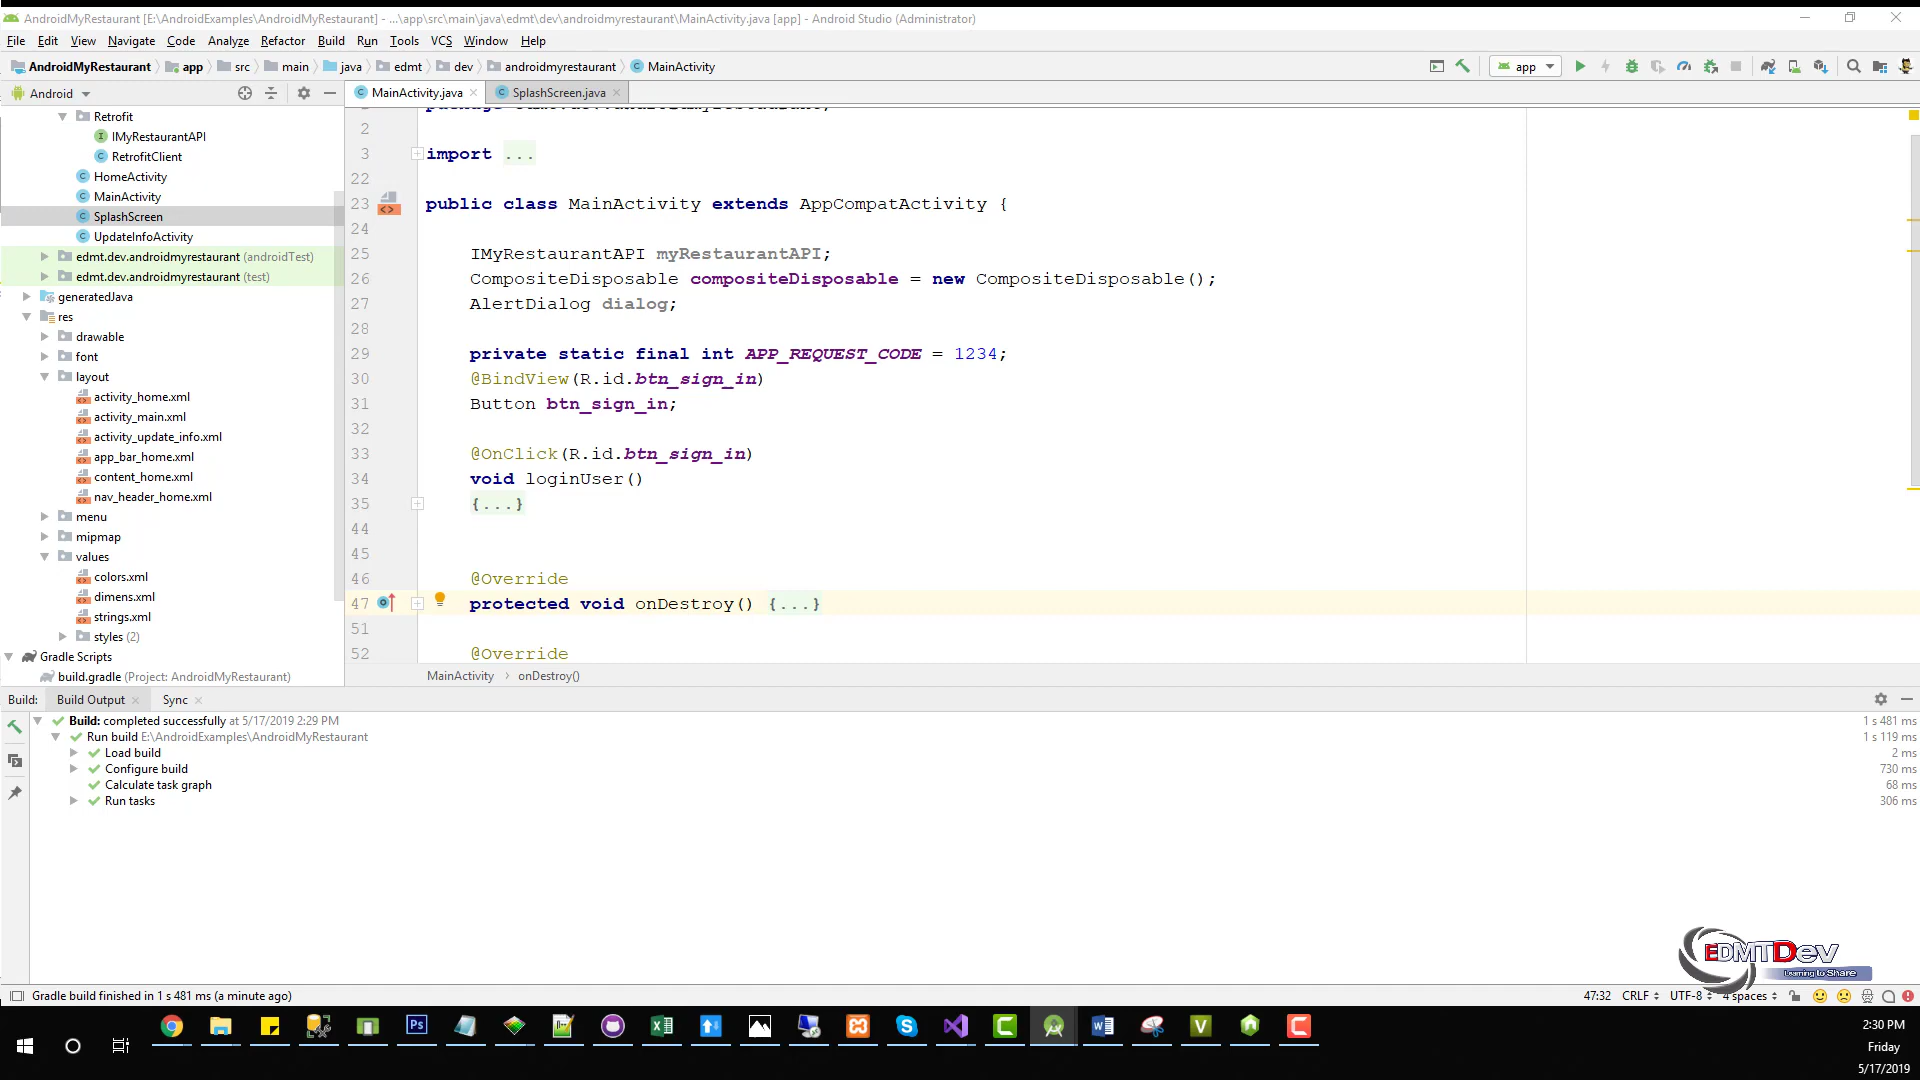 AndroidMyRestaurant [E:\AndroidExamples\AndroidMyRestaurant] - ...\app\src\main\java\edmt\dev\androidmyrestaurant\MainActivity.java [app] - Android Studio (Administrator)
File Edit View Navigate Code Analyze Refactor Build Run Tools VCS Window Help
AndroidMyRestaurant app src main java edmt dev androidmyrestaurant MainActivity app
Android MainActivity.java SplashScreen.java
Retrofit
IMyRestaurantAPI
RetrofitClient
HomeActivity
MainActivity
SplashScreen
UpdateInfoActivity
edmt.dev.androidmyrestaurant (androidTest)
edmt.dev.androidmyrestaurant (test)
generatedJava
res
drawable
font
layout
activity_home.xml
activity_main.xml
activity_update_info.xml
app_bar_home.xml
content_home.xml
nav_header_home.xml
menu
mipmap
values
colors.xml
dimens.xml
strings.xml
styles (2)
Gradle Scripts
build.gradle (Project: AndroidMyRestaurant)
2
3 import ...
22
23 public class MainActivity extends AppCompatActivity {
24
25 IMyRestaurantAPI myRestaurantAPI;
26 CompositeDisposable compositeDisposable = new CompositeDisposable();
27 AlertDialog dialog;
28
29 private static final int APP_REQUEST_CODE = 1234;
30 @BindView(R.id.btn_sign_in)
31 Button btn_sign_in;
32
33 @OnClick(R.id.btn_sign_in)
34 void loginUser()
35 {...}
44
45
46 @Override
47 protected void onDestroy() {...}
51
52 @Override
MainActivity onDestroy()
Build: Build Output Sync
Build: completed successfully at 5/17/2019 2:29 PM 1 s 481 ms
Run build E:\AndroidExamples\AndroidMyRestaurant 1 s 119 ms
Load build 2 ms
Configure build 730 ms
Calculate task graph 68 ms
Run tasks 306 ms
EDMTDev
Learning to Share
Gradle build finished in 1 s 481 ms (a minute ago) 47:32 CRLF UTF-8 4 spaces
2:30 PM
Friday
5/17/2019